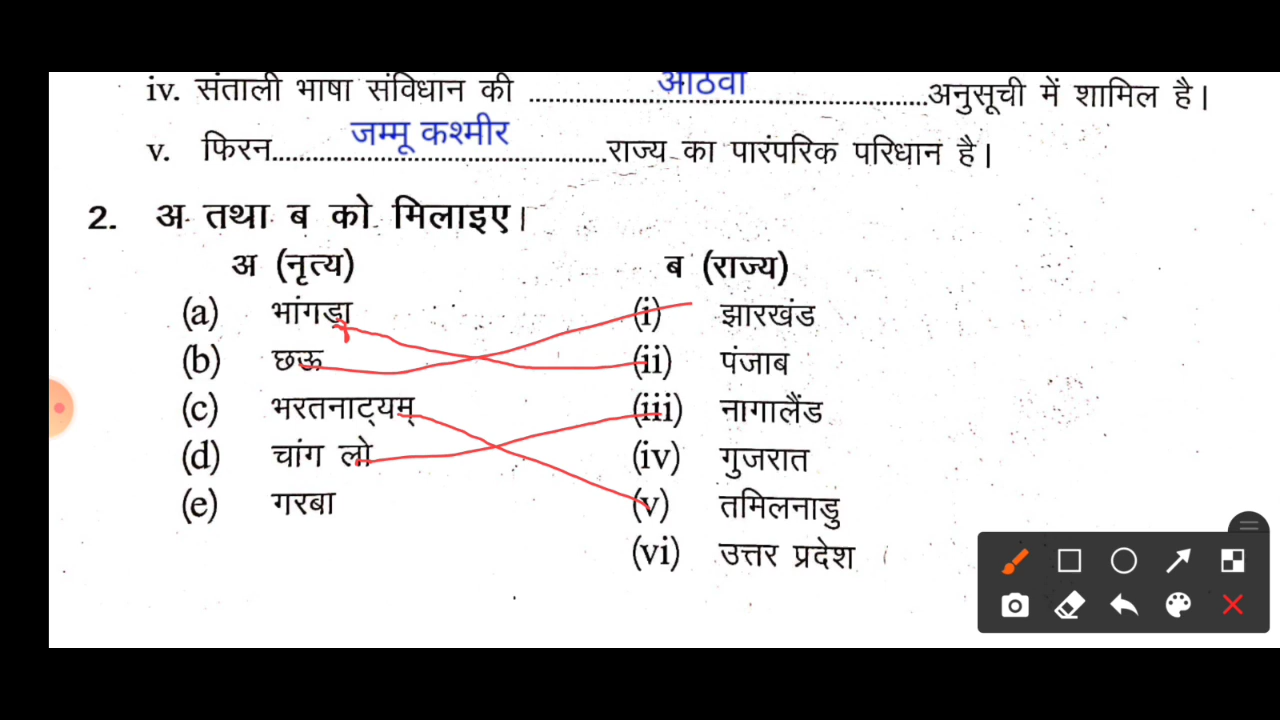 iv. संताली भाषा संविधान की ........ आठवीं ........ अनुसूची में शामिल है।
v. फिरन........ जम्मू कश्मीर ........राज्य का पारंपरिक परिधान है।
2. अ तथा ब को मिलाइए।
अ (नृत्य) ब (राज्य)
(a) भांगड़ा (i) झारखंड
(b) छऊ (ii) पंजाब
(c) भरतनाट्यम् (iii) नागालैंड
(d) चांग लो (iv) गुजरात
(e) गरबा (v) तमिलनाडु
(vi) उत्तर प्रदेश